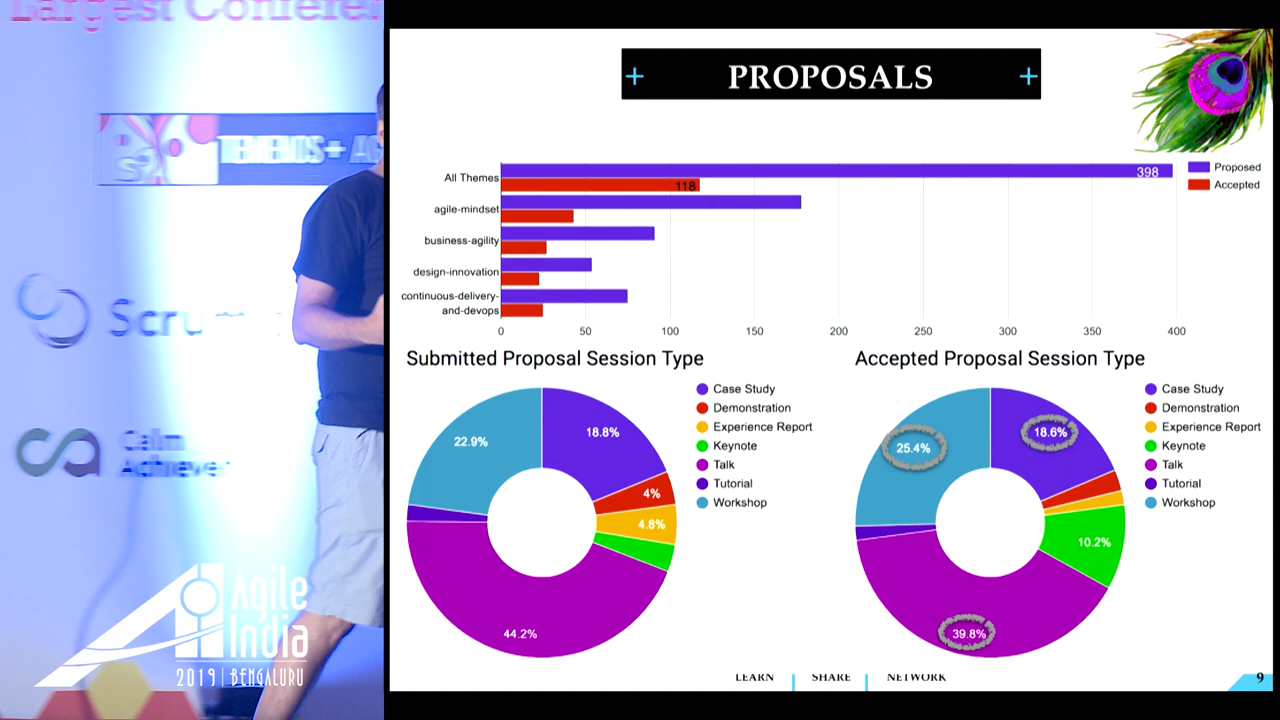 Largest Conferen
Scrum
Calm
Achiever
Agile
India
2019 | BENGALURU
+ PROPOSALS +
Proposed
Accepted
All Themes
398
118
agile-mindset
business-agility
design-innovation
continuous-delivery-
and-devops
0 50 100 150 200 250 300 350 400
Submitted Proposal Session Type
22.9%
18.8%
4%
4.8%
44.2%
Case Study
Demonstration
Experience Report
Keynote
Talk
Tutorial
Workshop
Accepted Proposal Session Type
25.4%
18.6%
10.2%
39.8%
Case Study
Demonstration
Experience Report
Keynote
Talk
Tutorial
Workshop
LEARN SHARE NETWORK
9